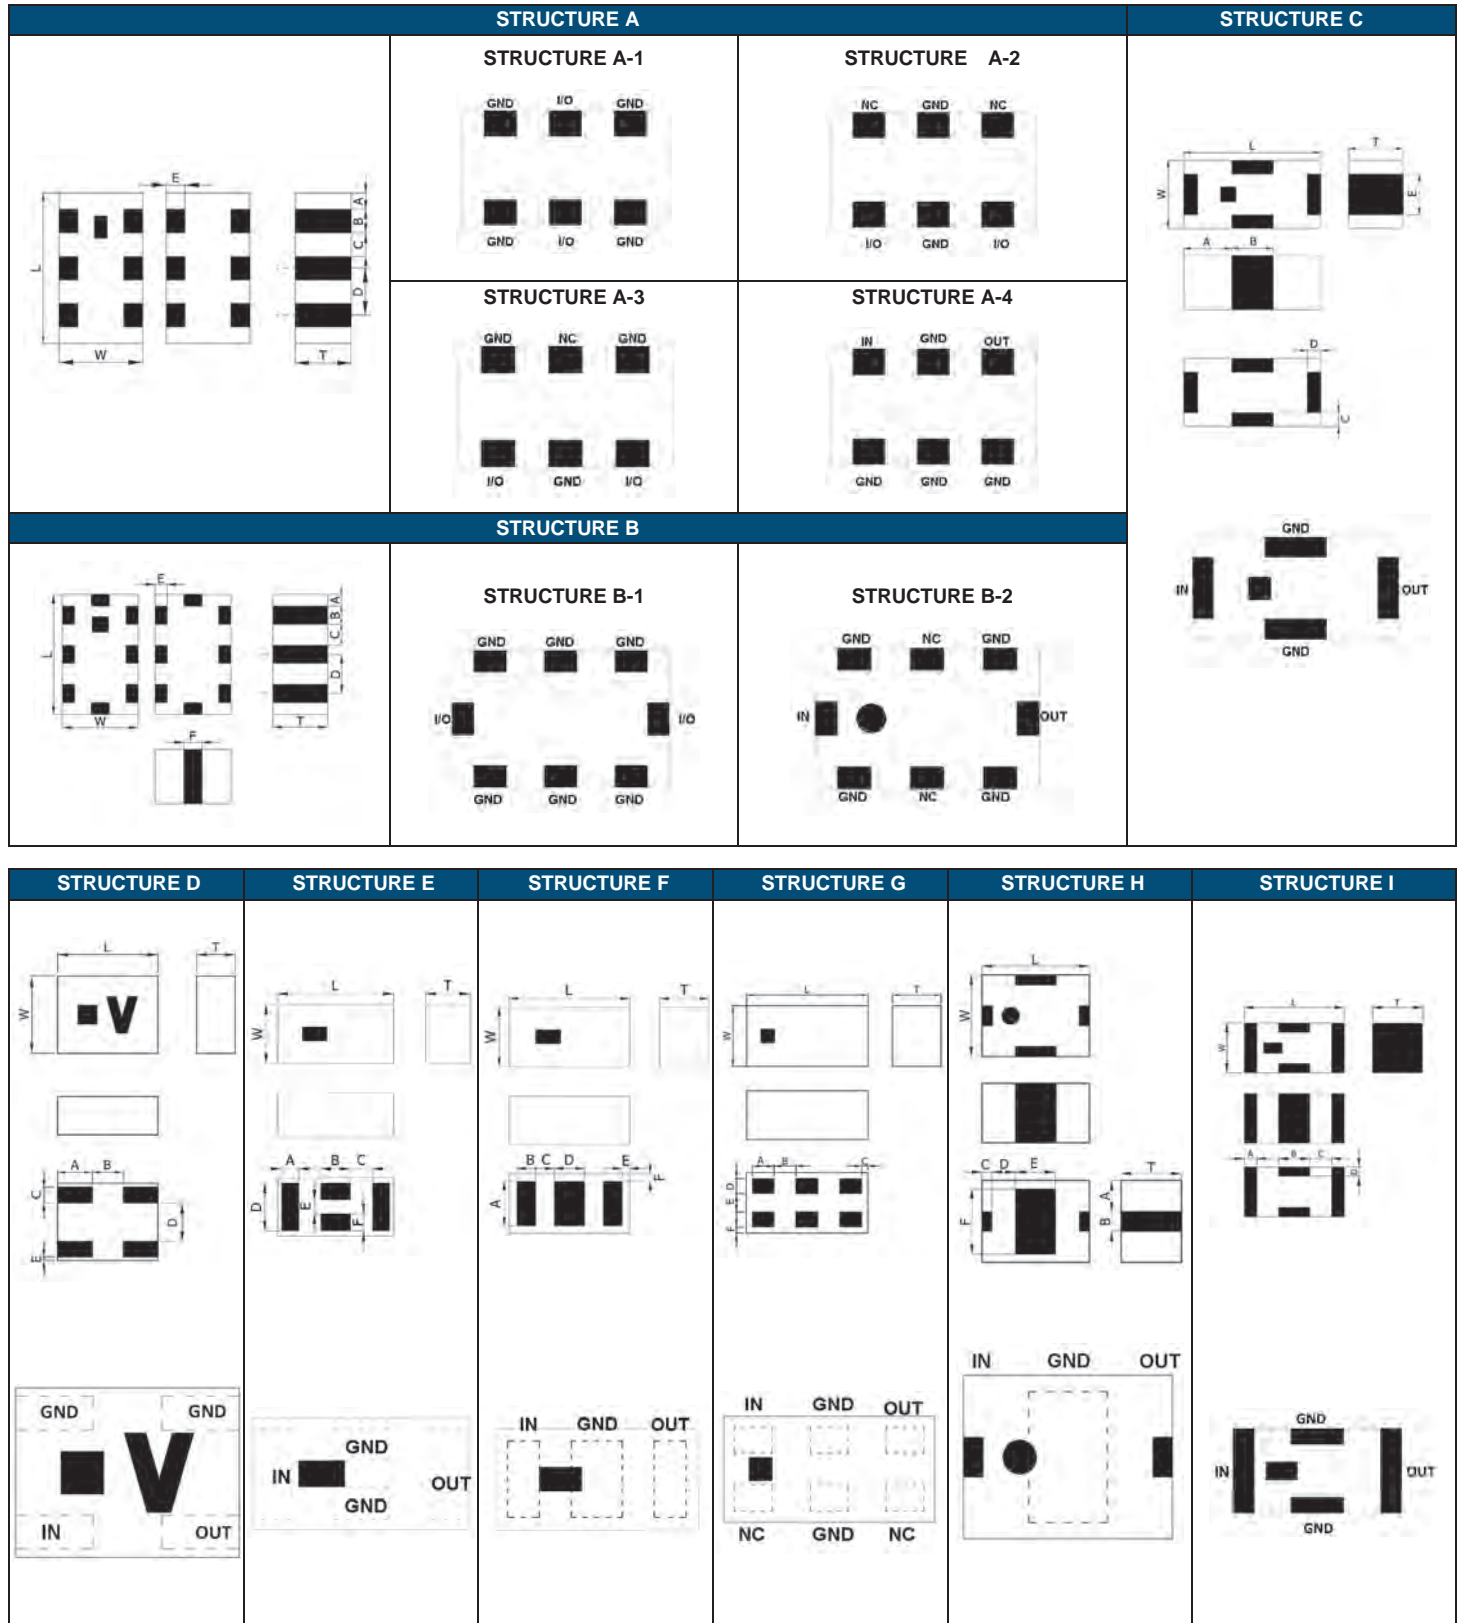 STRUCTURE A
STRUCTURE C
STRUCTURE A-1
STRUCTURE A-2
GND I/O GND
NC GND NC
GND I/O GND
I/O GND I/O
E
L
W
A
B
C
D
T
L
T
W
E
A B
D
C
STRUCTURE A-3
STRUCTURE A-4
GND NC GND
IN GND OUT
I/O GND I/O
GND GND GND
STRUCTURE B
GND
IN OUT
GND
E
L
W
A
B
C
D
T
F
STRUCTURE B-1
STRUCTURE B-2
GND GND GND
GND NC GND
I/O I/O
IN OUT
GND GND GND
GND NC GND
STRUCTURE D
STRUCTURE E
STRUCTURE F
STRUCTURE G
STRUCTURE H
STRUCTURE I
L T
W
V
A B
C
D
E
GND GND
V
IN OUT
L T
W
A B C
D
E
F
GND
IN OUT
GND
L T
W
B C D E
F
A
IN GND OUT
L T
W
A B C
D
E
F
IN GND OUT
NC GND NC
L
W
C D E T
F
A
B
IN GND OUT
L T
W
A B C
D
GND
IN OUT
GND